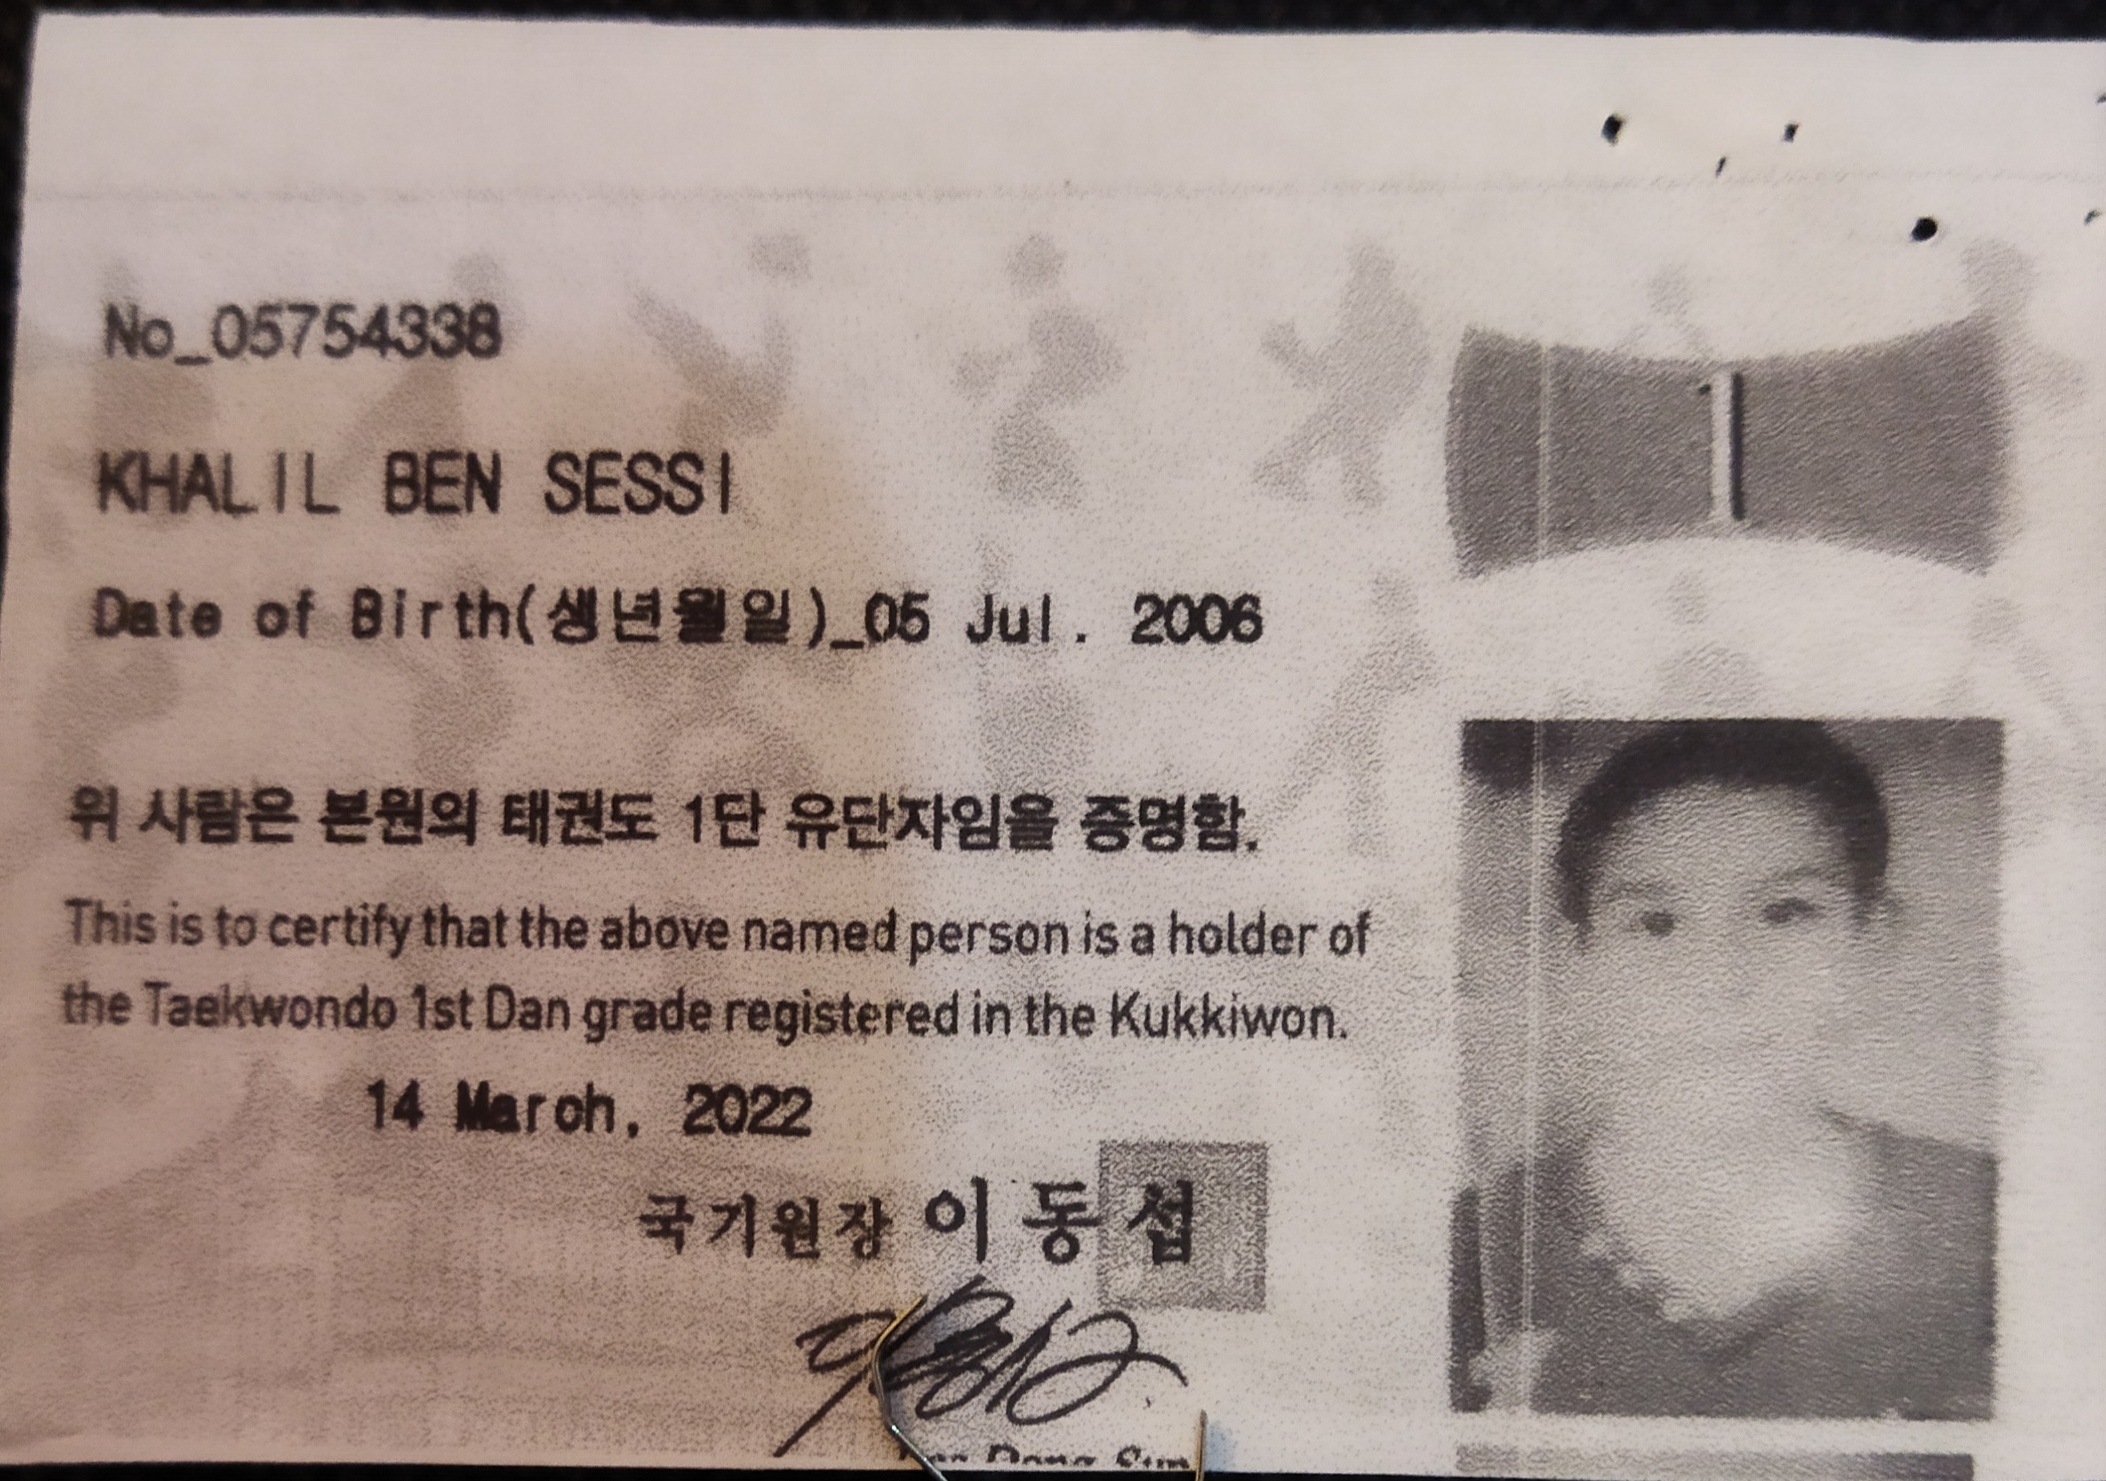 No_05754338
1
KHALIL BEN SESSI
Date of Birth(생년월일)_05 Jul. 2006
위 사람은 본원의 태권도 1단 유단자임을 증명함.
This is to certify that the above named person is a holder of
the Taekwondo 1st Dan grade registered in the Kukkiwon.
14 March, 2022
국기원장 이동섭
Dong Sup